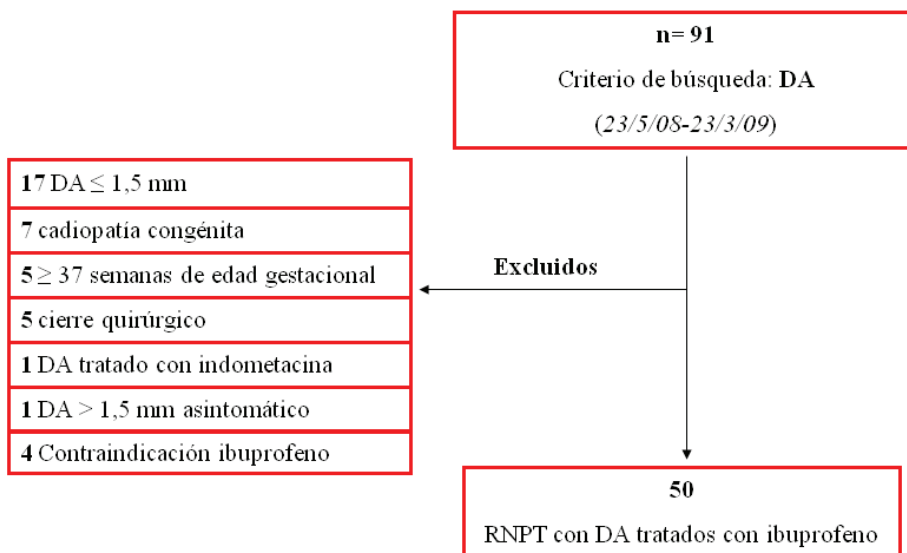 n= 91
Criterio de búsqueda: DA
(23/5/08-23/3/09)
17 DA ≤ 1,5 mm
7 cadiopatía congénita
5 ≥ 37 semanas de edad gestacional
5 cierre quirúrgico
1 DA tratado con indometacina
1 DA > 1,5 mm asintomático
4 Contraindicación ibuprofeno
Excluidos
50
RNPT con DA tratados con ibuprofeno